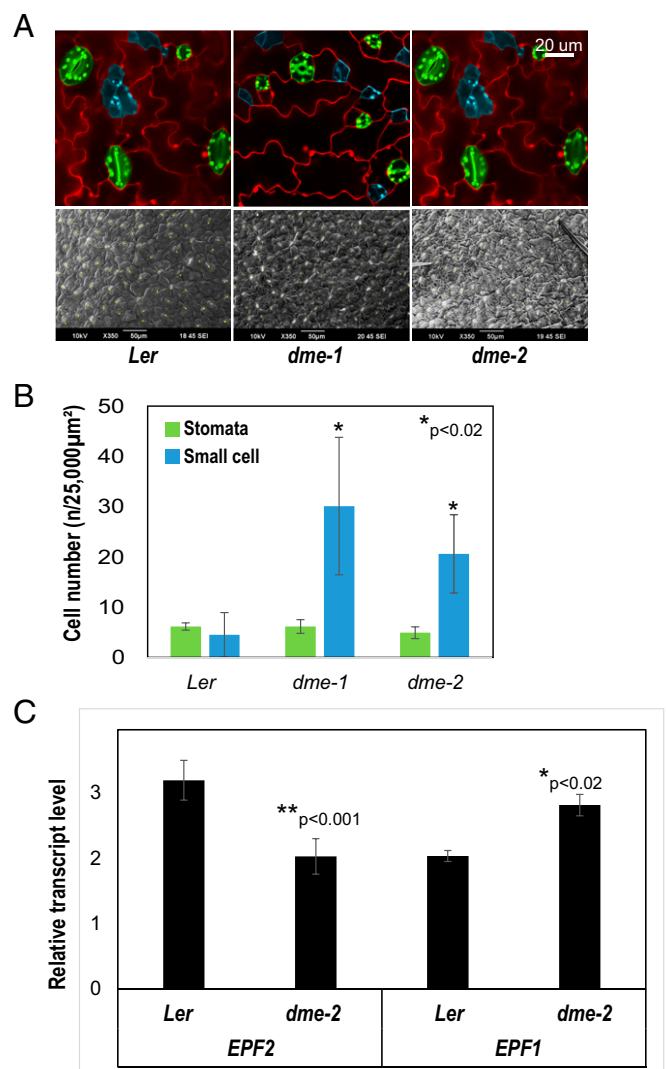 A
20 um
10kV X350 50µm 18 45 SEI
10kV X350 50µm 20 45 SEI
10kV X350 50µm 19 45 SEI
Ler dme-1 dme-2
B
Cell number (n/25,000µm²)
50
40
30
20
10
0
Stomata
Small cell
*
*
*p<0.02
Ler dme-1 dme-2
C
Relative transcript level
3
2
1
0
**p<0.001
*p<0.02
Ler dme-2 Ler dme-2
EPF2 EPF1